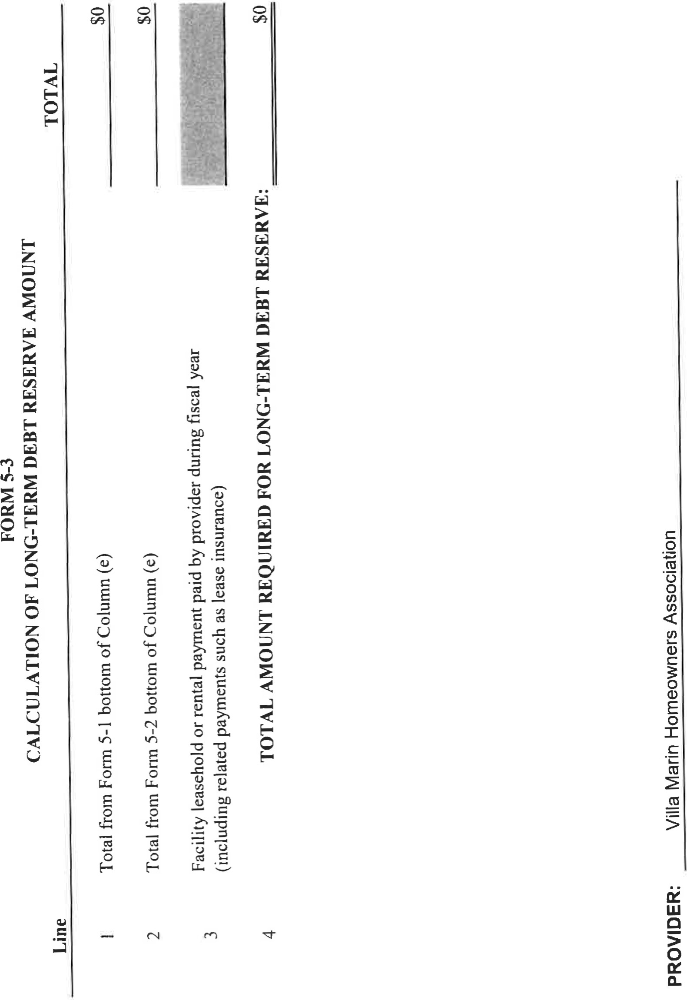 FORM 5-3
CALCULATION OF LONG-TERM DEBT RESERVE AMOUNT
Line TOTAL
1 Total from Form 5-1 bottom of Column (e) $0
2 Total from Form 5-2 bottom of Column (e) $0
3 Facility leasehold or rental payment paid by provider during fiscal year
(including related payments such as lease insurance)
4 TOTAL AMOUNT REQUIRED FOR LONG-TERM DEBT RESERVE: $0
PROVIDER: Villa Marin Homeowners Association